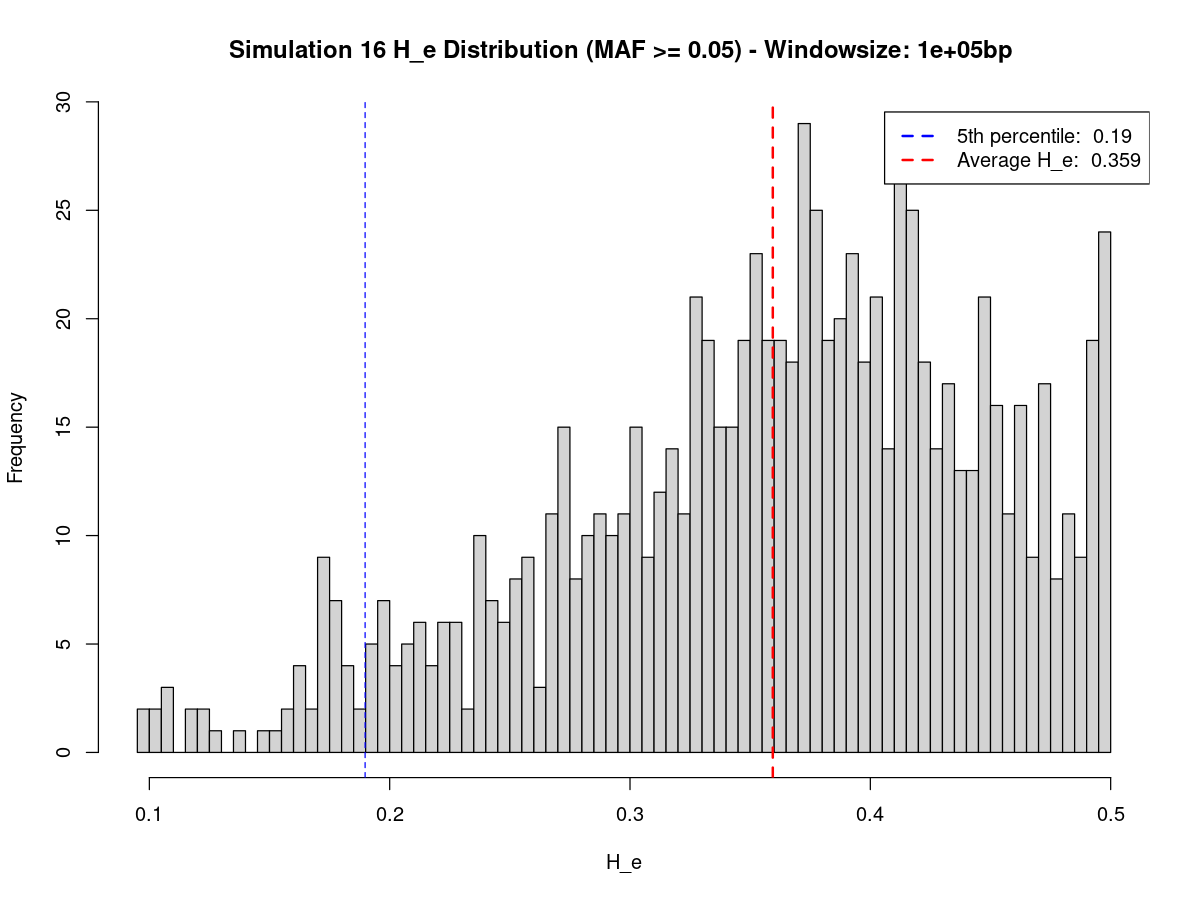 Simulation 16 H_e Distribution (MAF >= 0.05) - Windowsize: 1e+05bp
5th percentile: 0.19
Average H_e: 0.359
Frequency
30
25
20
15
10
5
0
0.1 0.2 0.3 0.4 0.5
H_e